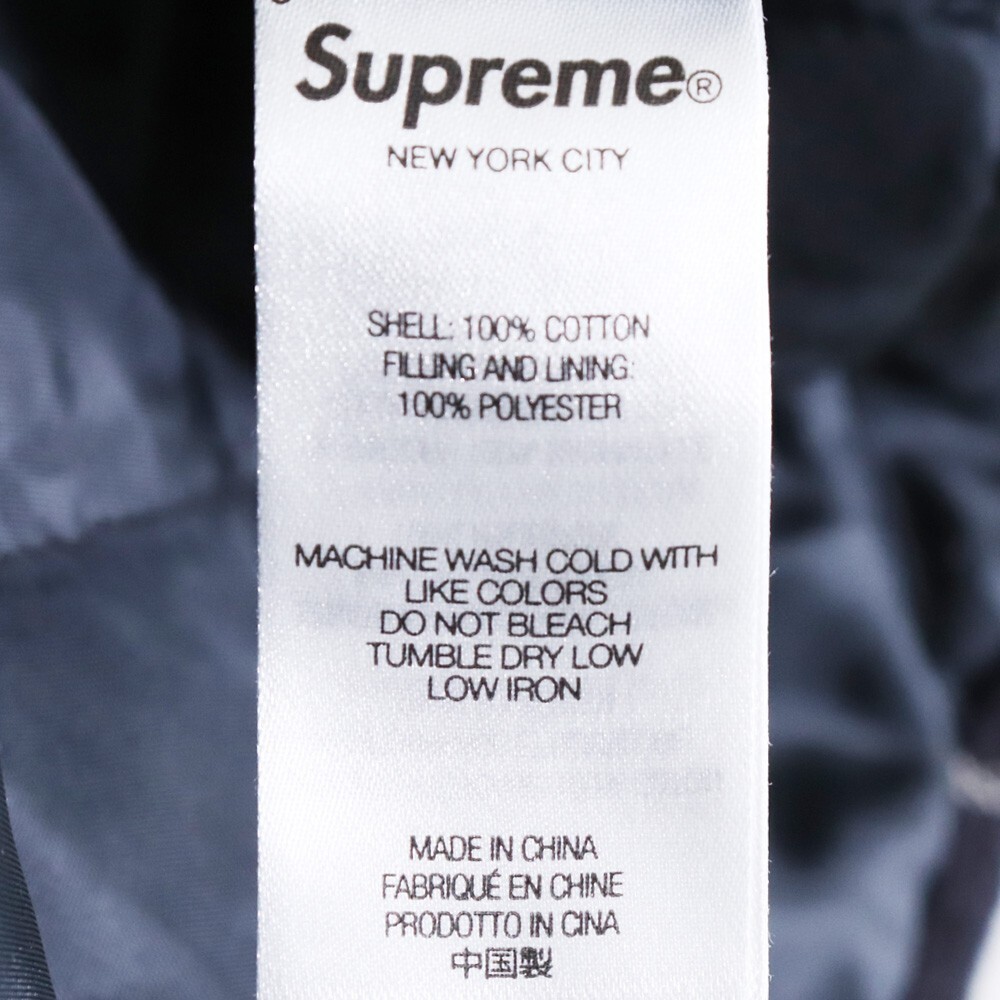 Supreme®
NEW YORK CITY
SHELL: 100% COTTON
FILLING AND LINING:
100% POLYESTER
MACHINE WASH COLD WITH
LIKE COLORS
DO NOT BLEACH
TUMBLE DRY LOW
LOW IRON
MADE IN CHINA
FABRIQUÉ EN CHINE
PRODOTTO IN CINA
中国製